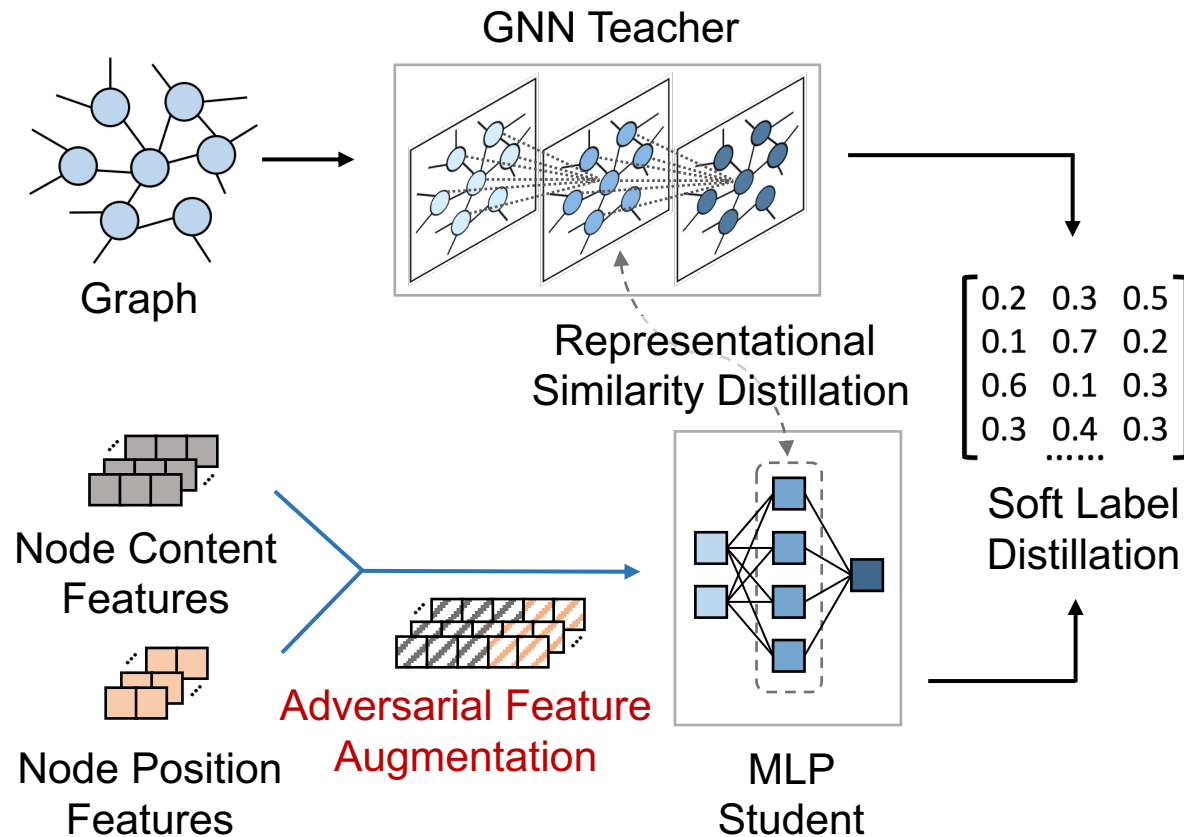 GNN Teacher
Graph
Representational
Similarity Distillation
0.2 0.3 0.5
0.1 0.7 0.2
0.6 0.1 0.3
0.3 0.4 0.3
......
Soft Label
Distillation
Node Content
Features
Adversarial Feature
Augmentation
Node Position
Features
MLP
Student